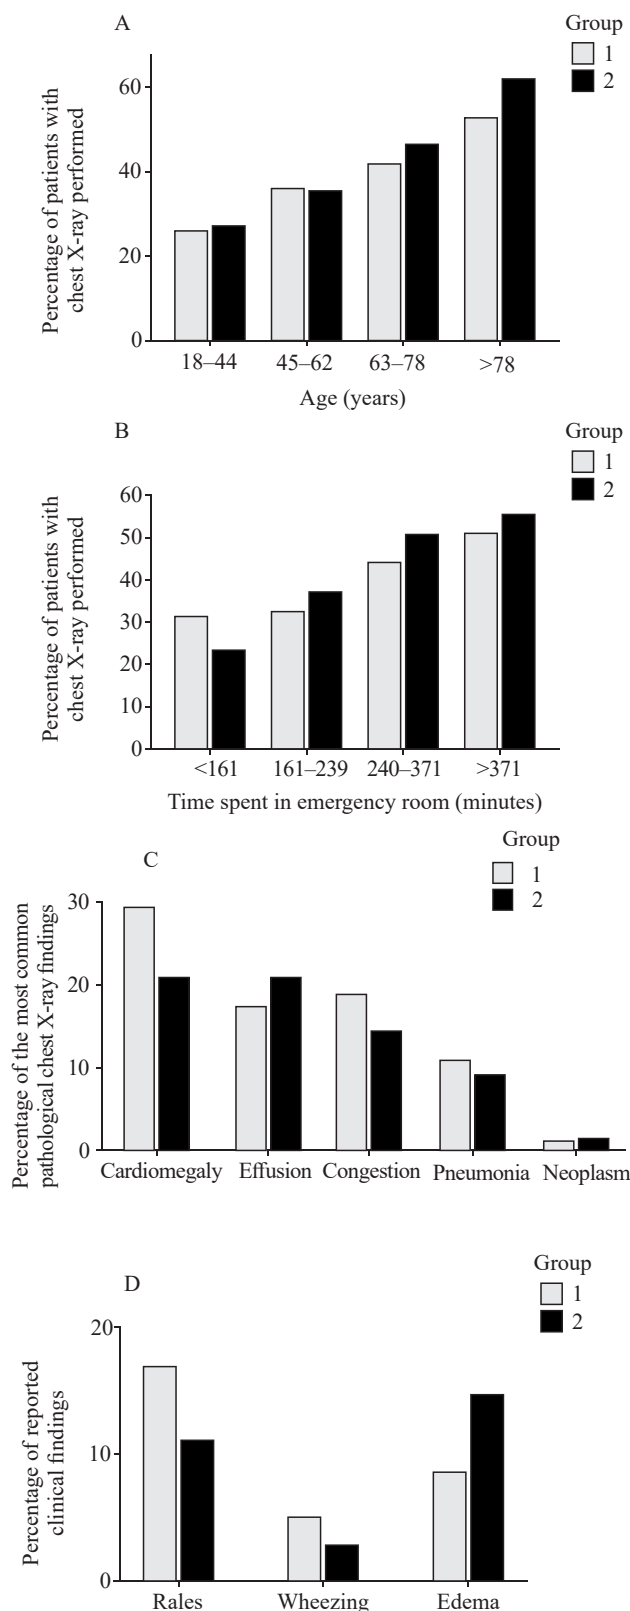 A
Group
1
2
Percentage of patients with
chest X-ray performed
60
40
20
0
18–44 45–62 63–78 >78
Age (years)
B
Group
1
2
Percentage of patients with
chest X-ray performed
60
50
40
30
20
10
0
<161 161–239 240–371 >371
Time spent in emergency room (minutes)
C
Group
1
2
Percentage of the most common
pathological chest X-ray findings
30
20
10
0
Cardiomegaly Effusion Congestion Pneumonia Neoplasm
D
Group
1
2
Percentage of reported
clinical findings
20
10
0
Rales Wheezing Edema